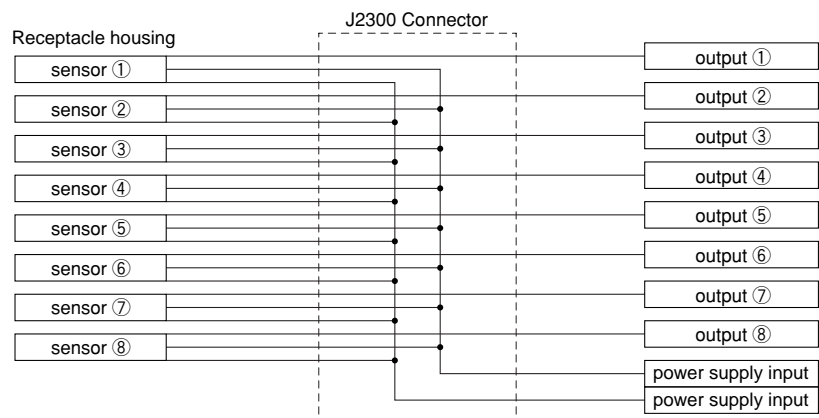 J2300 Connector
Receptacle housing
sensor ①
sensor ②
sensor ③
sensor ④
sensor ⑤
sensor ⑥
sensor ⑦
sensor ⑧
output ①
output ②
output ③
output ④
output ⑤
output ⑥
output ⑦
output ⑧
power supply input
power supply input